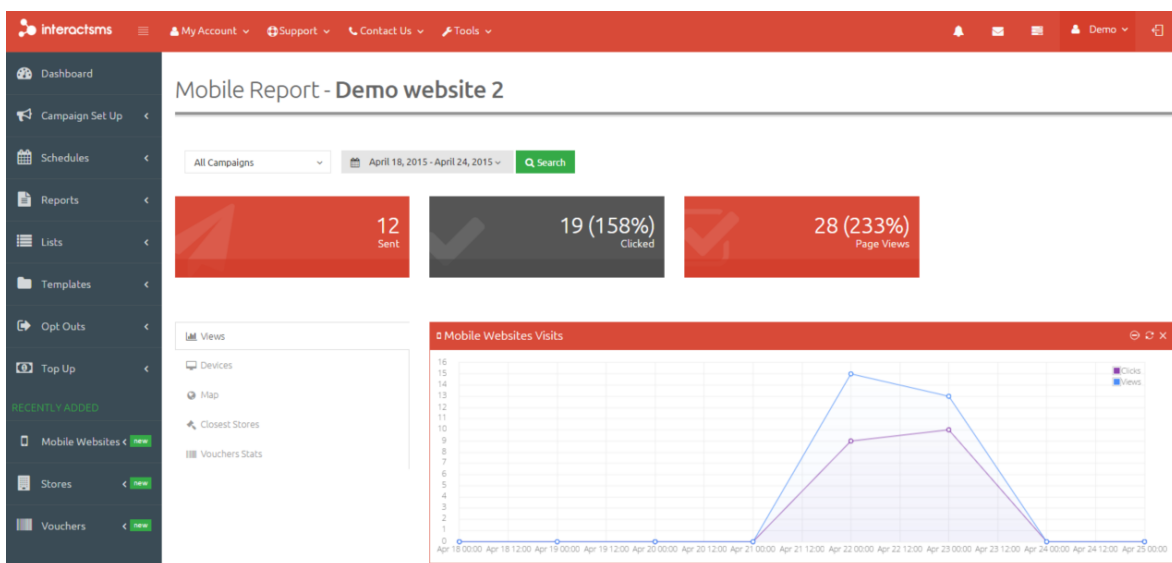 interactsms My Account Support Contact Us Tools Demo
Dashboard
Campaign Set Up
Schedules
Reports
Lists
Templates
Opt Outs
Top Up
RECENTLY ADDED
Mobile Websites new
Stores new
Vouchers new
Mobile Report - Demo website 2
All Campaigns April 18, 2015 - April 24, 2015 Search
12
Sent
19 (158%)
Clicked
28 (233%)
Page Views
Views
Devices
Map
Closest Stores
Vouchers Stats
Mobile Websites Visits
16
15
14
13
12
11
10
9
8
7
6
5
4
3
2
1
0
Clicks
Views
Apr 18 00:00 Apr 18 12:00 Apr 19 00:00 Apr 19 12:00 Apr 20 00:00 Apr 20 12:00 Apr 21 00:00 Apr 21 12:00 Apr 22 00:00 Apr 22 12:00 Apr 23 00:00 Apr 23 12:00 Apr 24 00:00 Apr 24 12:00 Apr 25 00:00